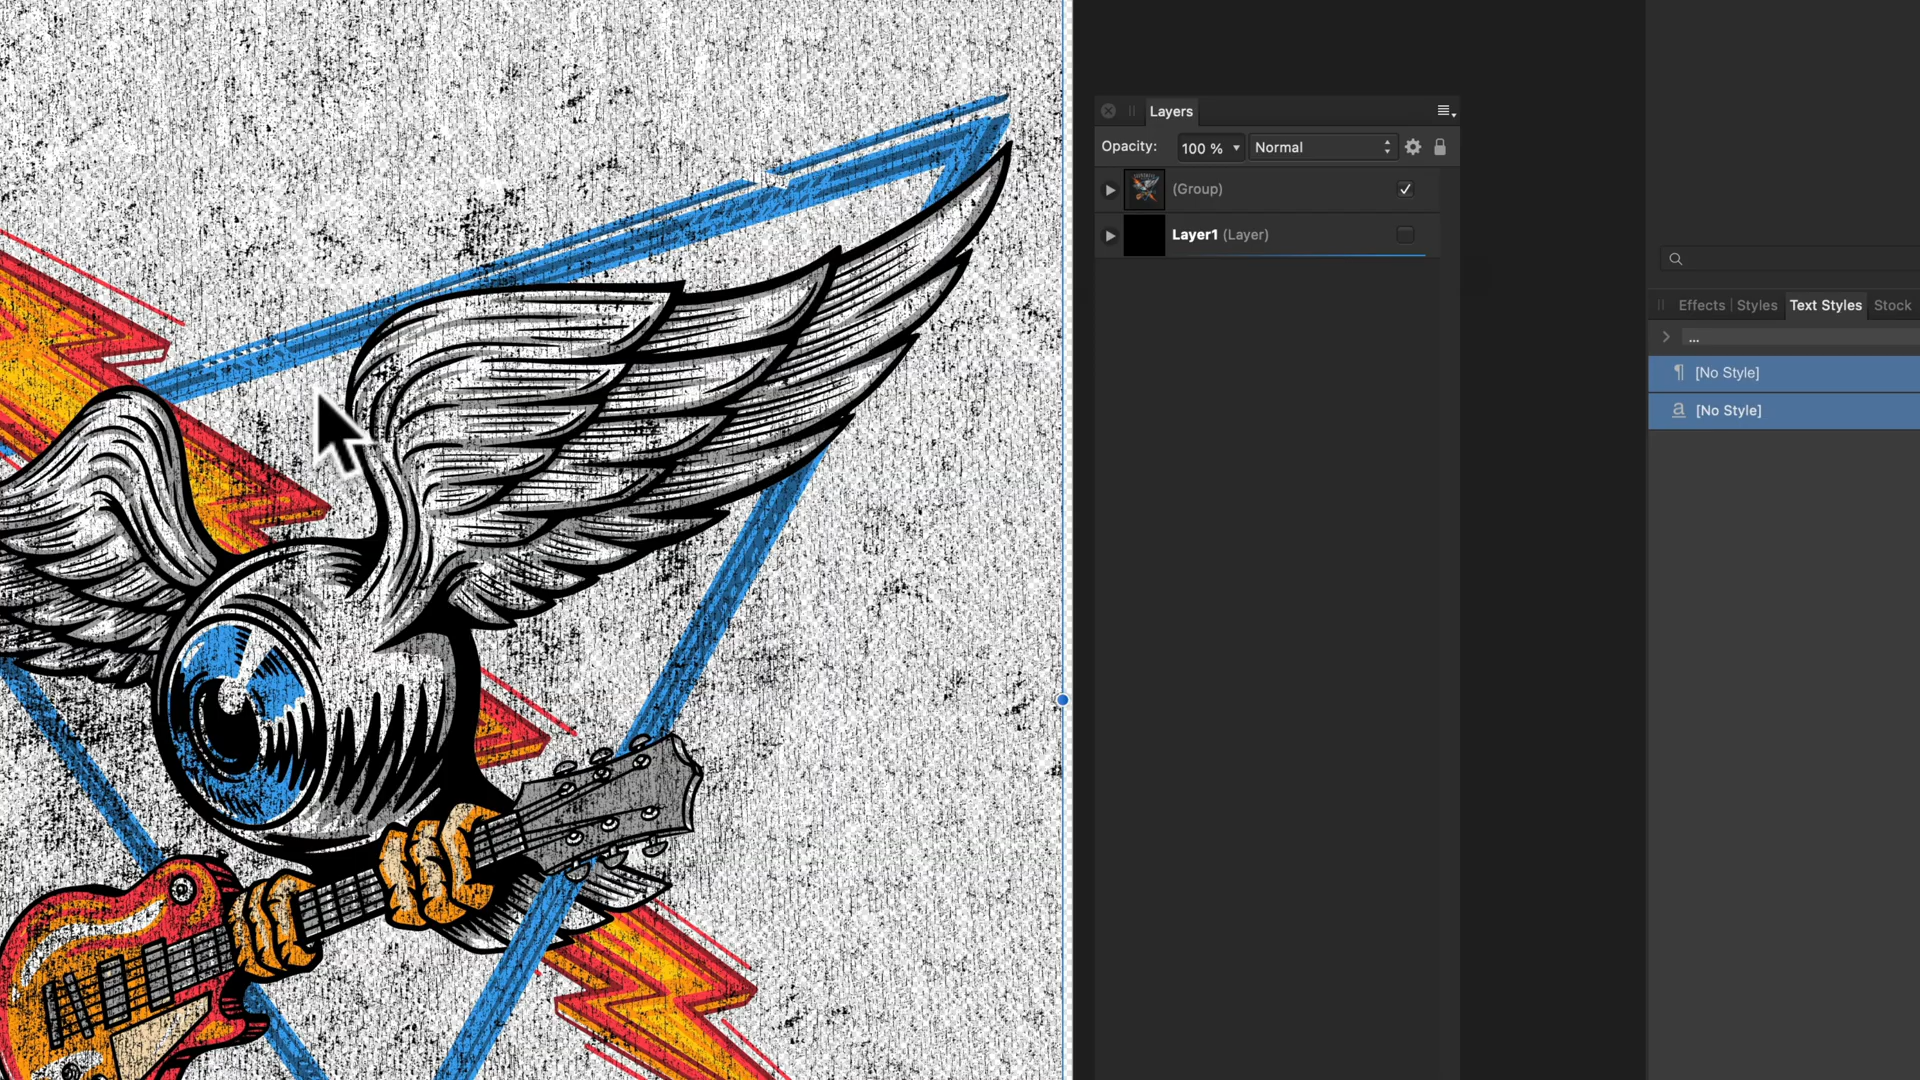 Layers
Opacity: 100 % Normal
(Group)
Layer1 (Layer)
Effects Styles Text Styles Stock
...
[No Style]
a [No Style]